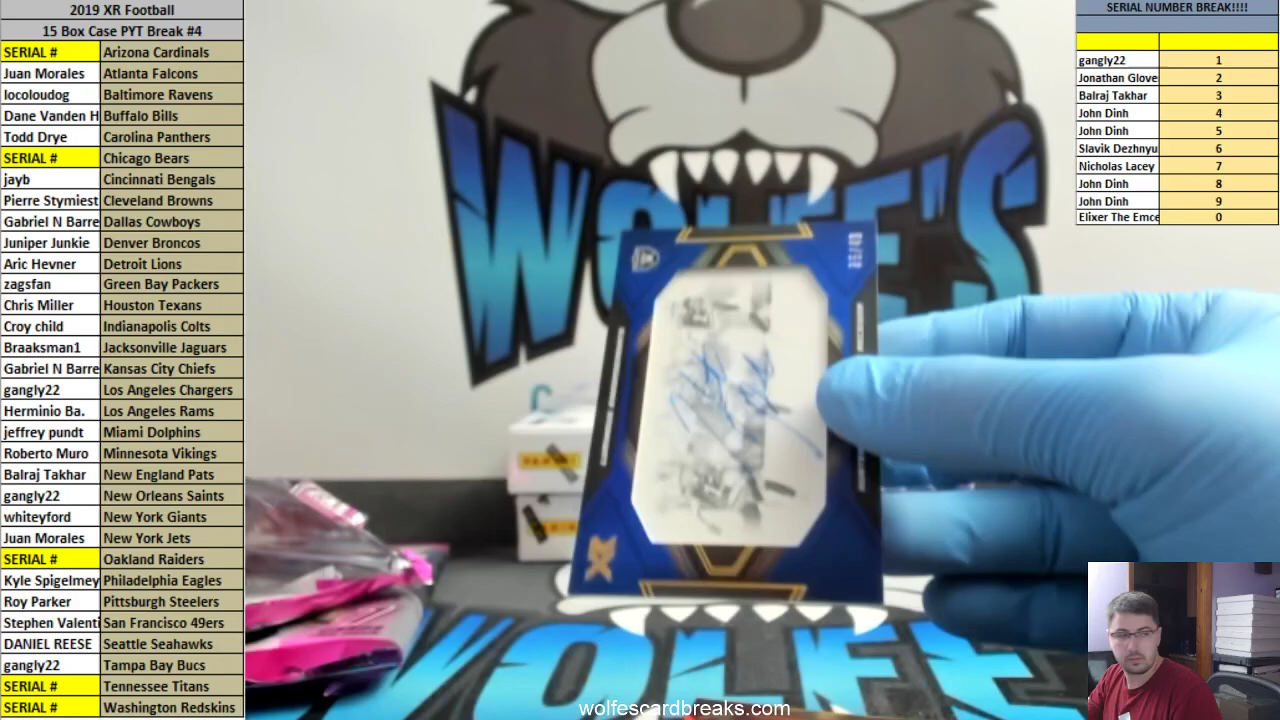 2019 XR Football
15 Box Case PYT Break #4
SERIAL # Arizona Cardinals
Juan Morales Atlanta Falcons
locoloudog Baltimore Ravens
Dane Vanden H Buffalo Bills
Todd Drye Carolina Panthers
SERIAL # Chicago Bears
jayb Cincinnati Bengals
Pierre Stymiest Cleveland Browns
Gabriel N Barre Dallas Cowboys
Juniper Junkie Denver Broncos
Aric Hevner Detroit Lions
zagsfan Green Bay Packers
Chris Miller Houston Texans
Croy child Indianapolis Colts
Braaksman1 Jacksonville Jaguars
Gabriel N Barre Kansas City Chiefs
gangly22 Los Angeles Chargers
Herminio Ba. Los Angeles Rams
jeffrey pundt Miami Dolphins
Roberto Muro Minnesota Vikings
Balraj Takhar New England Pats
gangly22 New Orleans Saints
whiteyford New York Giants
Juan Morales New York Jets
SERIAL # Oakland Raiders
Kyle Spigelmey Philadelphia Eagles
Roy Parker Pittsburgh Steelers
Stephen Valenti San Francisco 49ers
DANIEL REESE Seattle Seahawks
gangly22 Tampa Bay Bucs
SERIAL # Tennessee Titans
SERIAL # Washington Redskins
SERIAL NUMBER BREAK!!!!
gangly22 1
Jonathan Glove 2
Balraj Takhar 3
John Dinh 4
John Dinh 5
Slavik Dezhnyu 6
Nicholas Lacey 7
John Dinh 8
John Dinh 9
Elixer The Emce 0
WOLFE'S
PANINI
WOLFE
wolfescardbreaks.com